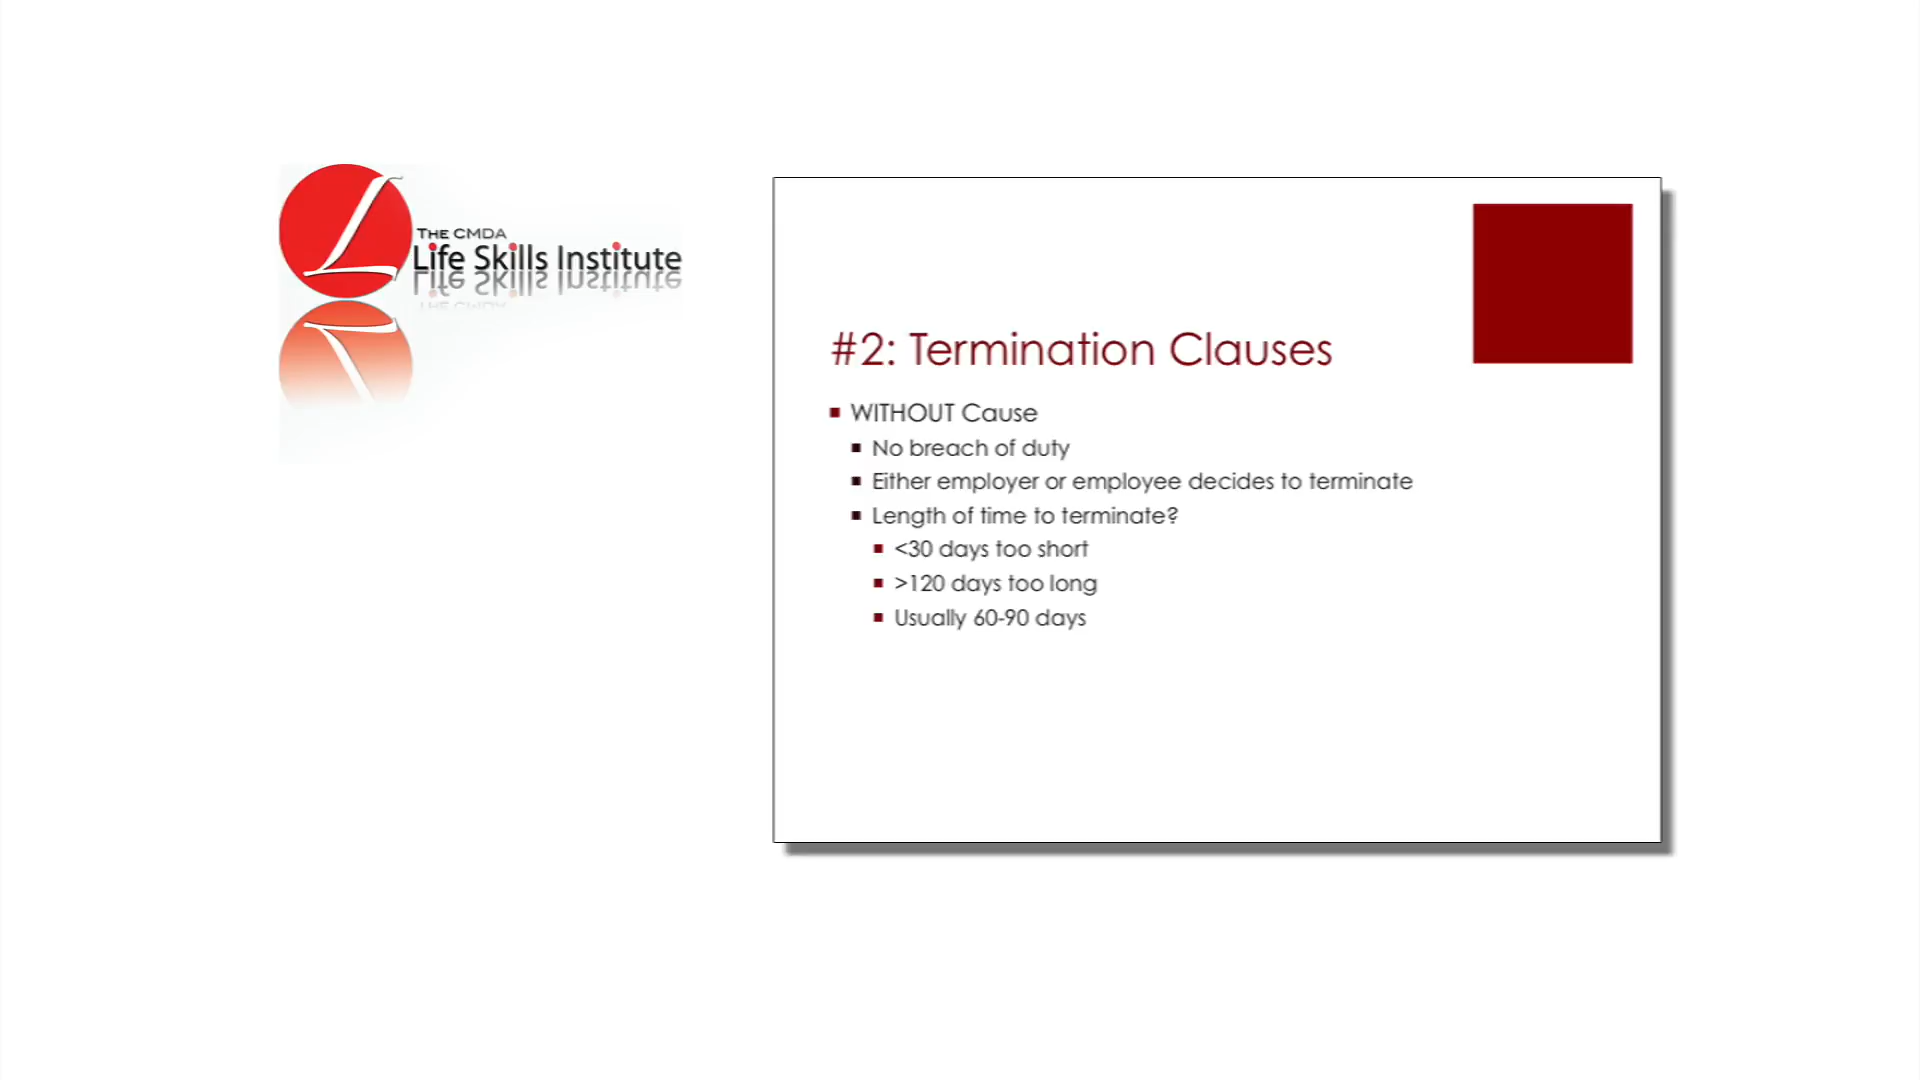 THE CMDA
Life Skills Institute
#2: Termination Clauses
WITHOUT Cause
No breach of duty
Either employer or employee decides to terminate
Length of time to terminate?
<30 days too short
>120 days too long
Usually 60-90 days